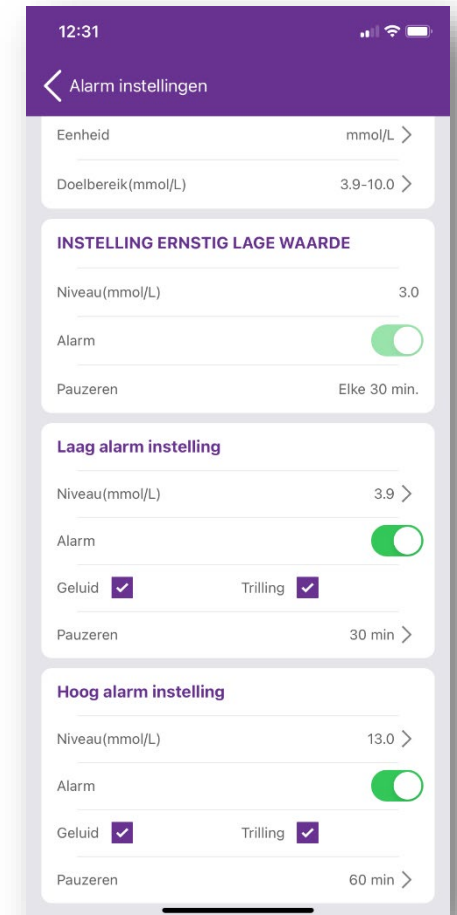 12:31
Alarm instellingen
Eenheid mmol/L
Doelbereik(mmol/L) 3.9-10.0
INSTELLING ERNSTIG LAGE WAARDE
Niveau(mmol/L) 3.0
Alarm
Pauzeren Elke 30 min.
Laag alarm instelling
Niveau(mmol/L) 3.9
Alarm
Geluid Trilling
Pauzeren 30 min
Hoog alarm instelling
Niveau(mmol/L) 13.0
Alarm
Geluid Trilling
Pauzeren 60 min